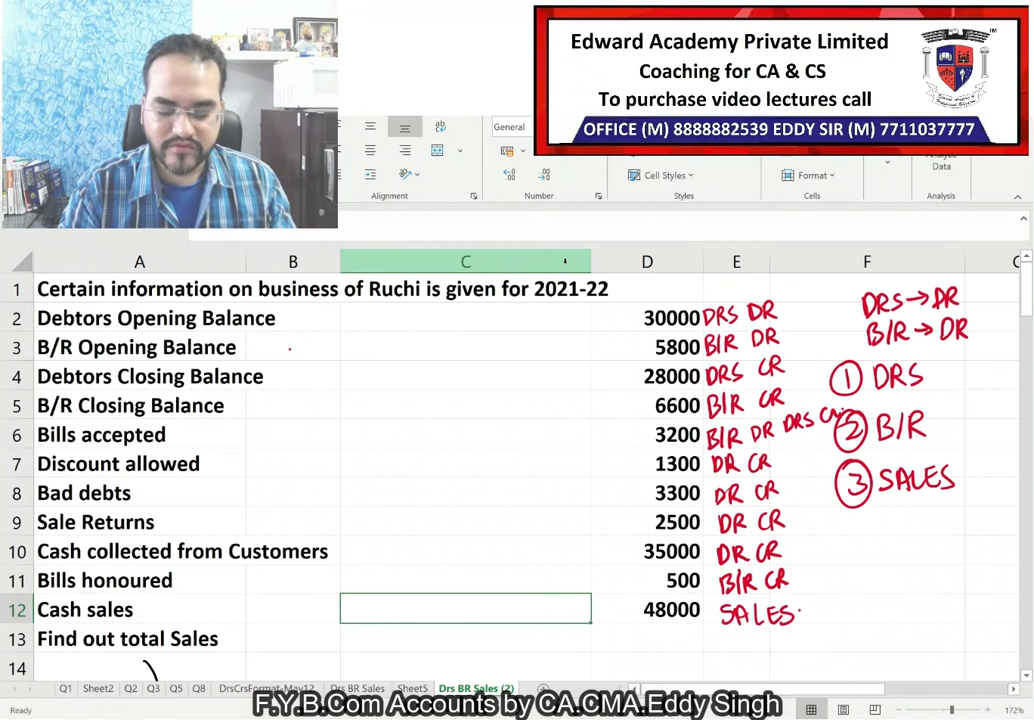 Edward Academy Private Limited
Coaching for CA & CS
To purchase video lectures call
OFFICE (M) 8888882539 EDDY SIR (M) 7711037777
General
Cell Styles
Format
Data
Alignment
Number
Styles
Cells
Analysis
A B C D E F
1 Certain information on business of Ruchi is given for 2021-22
2 Debtors Opening Balance 30000 DRS DR
3 B/R Opening Balance 5800 B/R DR
4 Debtors Closing Balance 28000 DRS CR
5 B/R Closing Balance 6600 B/R CR
6 Bills accepted 3200 B/R DR DRS CR
7 Discount allowed 1300 DR CR
8 Bad debts 3300 DR CR
9 Sale Returns 2500 DR CR
10 Cash collected from Customers 35000 DR CR
11 Bills honoured 500 B/R CR
12 Cash sales 48000 SALES
13 Find out total Sales
14
DRS → DR
B/R → DR
1 DRS
2 B/R
3 SALES
Q1 Sheet2 Q2 Q3 Q5 Q8 DrsCrsFormat-May12 Drs BR Sales Sheet5 Drs BR Sales (2)
F.Y.B.Com Accounts by CA.CMA.Eddy Singh
Ready
172%